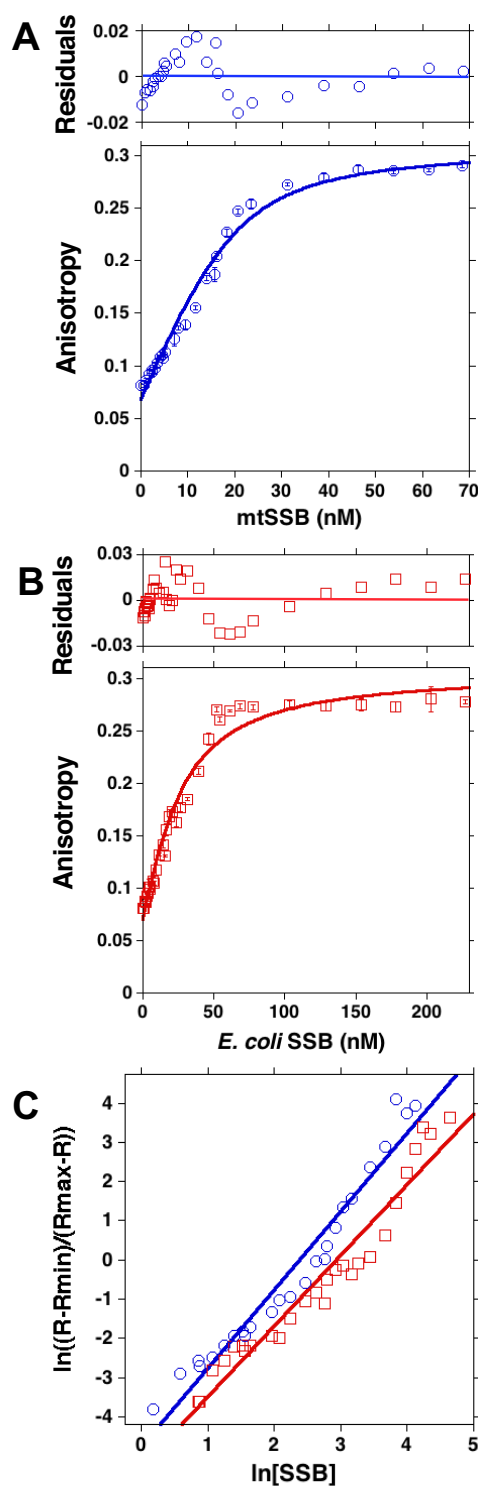 A
Residuals
0.02
0
-0.02
Anisotropy
0.3
0.25
0.2
0.15
0.1
0.05
0
0 10 20 30 40 50 60 70
mtSSB (nM)
B
Residuals
0.03
0
-0.03
Anisotropy
0.3
0.25
0.2
0.15
0.1
0.05
0
0 50 100 150 200
E. coli SSB (nM)
C
ln((R-Rmin)/(Rmax-R))
4
3
2
1
0
-1
-2
-3
-4
0 1 2 3 4 5
ln[SSB]